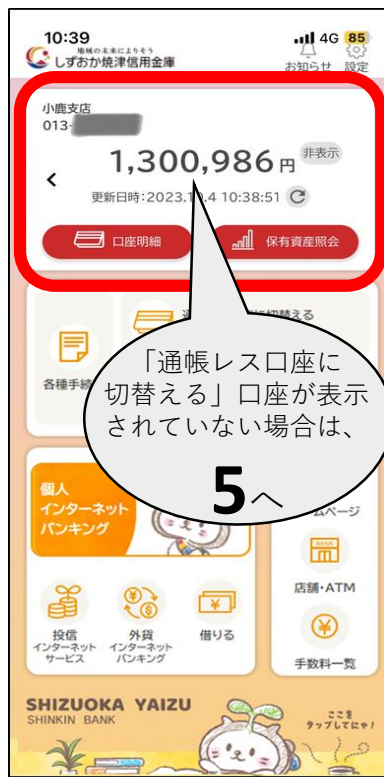 10:39
4G 85
地域の未来によりそう
しずおか焼津信用金庫
お知らせ 設定
小鹿支店
013-
1,300,986 円 非表示
更新日時:2023. .4 10:38:51
口座明細
保有資産照会
切替える
各種手続
「通帳レス口座に
切替える」口座が表示
されていない場合は、
5へ
個人
インターネット
バンキング
ムページ
店舗・ATM
投信
インターネット
サービス
外貨
インターネット
バンキング
借りる
手数料一覧
SHIZUOKA YAIZU
SHINKIN BANK
ここを
タップしてにゃ!